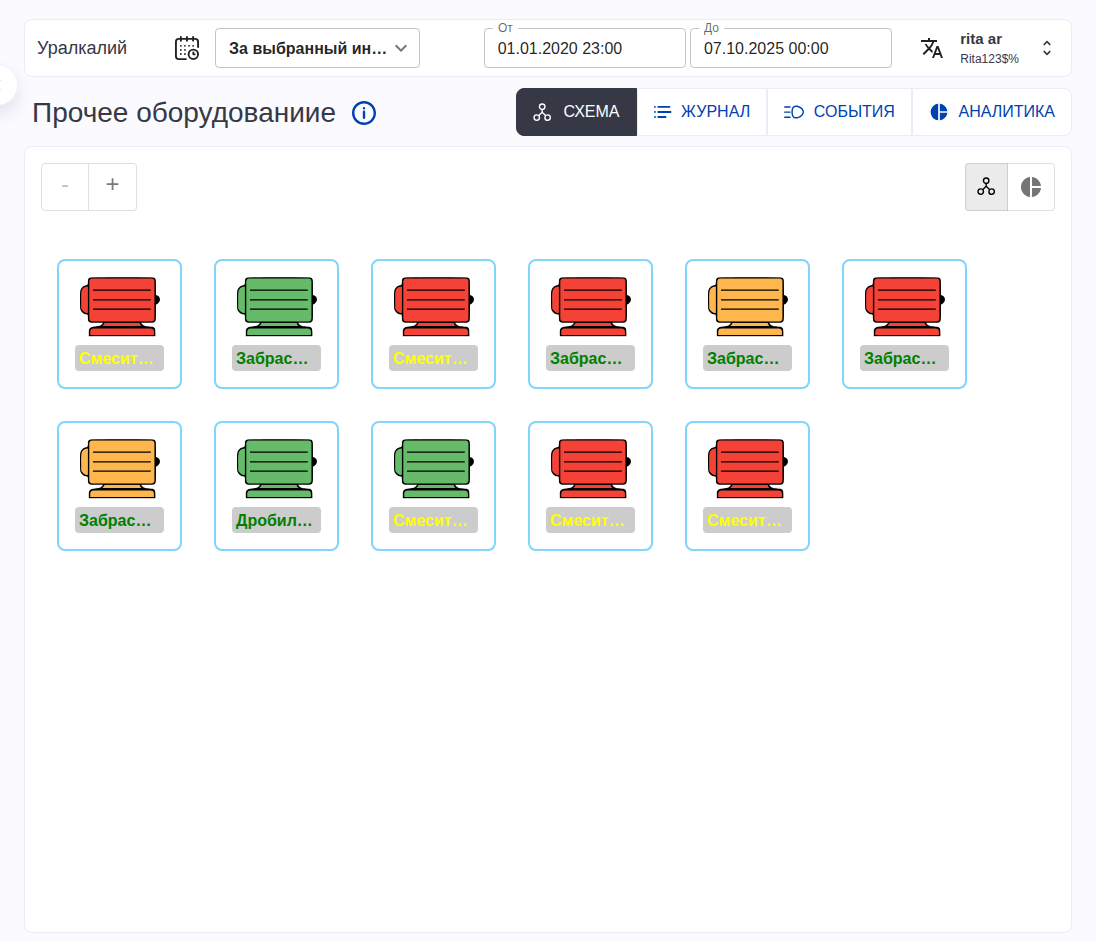 Уралкалий
За выбранный ин...
От
01.01.2020 23:00
До
07.10.2025 00:00
rita ar
Rita123$%
Прочее оборудованиие
СХЕМА
ЖУРНАЛ
СОБЫТИЯ
АНАЛИТИКА
-
+
Смесит...
Забрас...
Смесит...
Забрас...
Забрас...
Забрас...
Забрас...
Дробил...
Смесит...
Смесит...
Смесит...